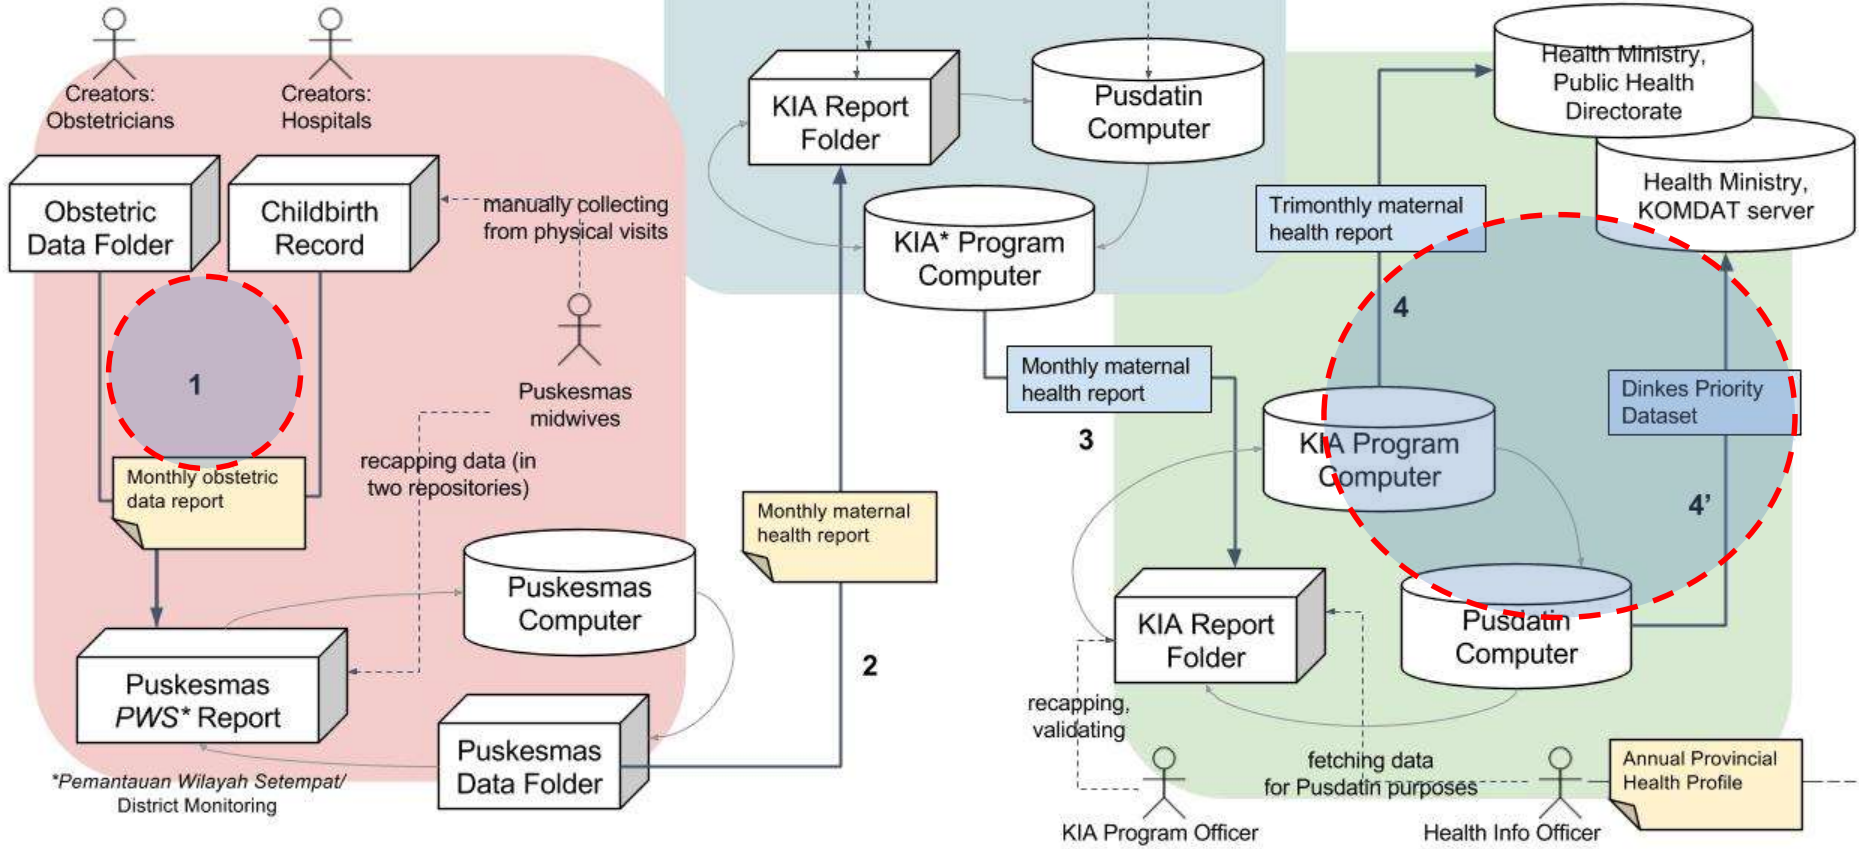 Creators:
Obstetricians
Creators:
Hospitals
Obstetric
Data Folder
Childbirth
Record
manually collecting
from physical visits
1
Puskesmas
midwives
Monthly obstetric
data report
recapping data (in
two repositories)
Puskesmas
Computer
Puskesmas
PWS* Report
Puskesmas
Data Folder
*Pemantauan Wilayah Setempat/
District Monitoring
KIA Report
Folder
Pusdatin
Computer
KIA* Program
Computer
Monthly maternal
health report
2
Monthly maternal
health report
3
Health Ministry,
Public Health
Directorate
Health Ministry,
KOMDAT server
Trimonthly maternal
health report
4
Dinkes Priority
Dataset
KIA Program
Computer
4’
KIA Report
Folder
Pusdatin
Computer
recapping,
validating
fetching data
for Pusdatin purposes
Annual Provincial
Health Profile
KIA Program Officer
Health Info Officer